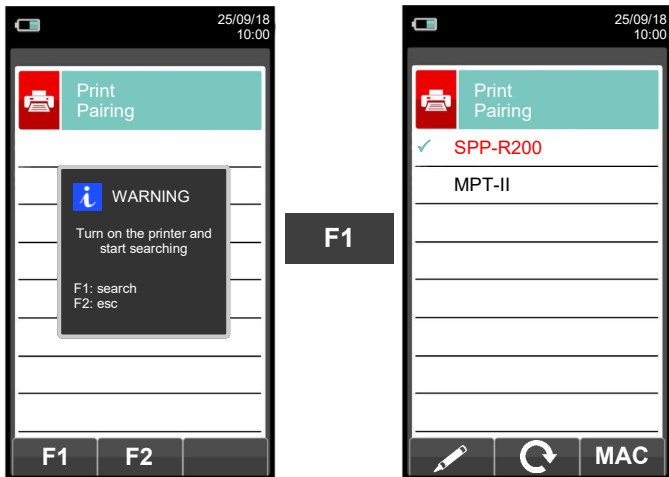 25/09/18
10:00
Print
Pairing
WARNING
Turn on the printer and
start searching
F1: search
F2: esc
F1
F2
F1
25/09/18
10:00
Print
Pairing
SPP-R200
MPT-II
MAC